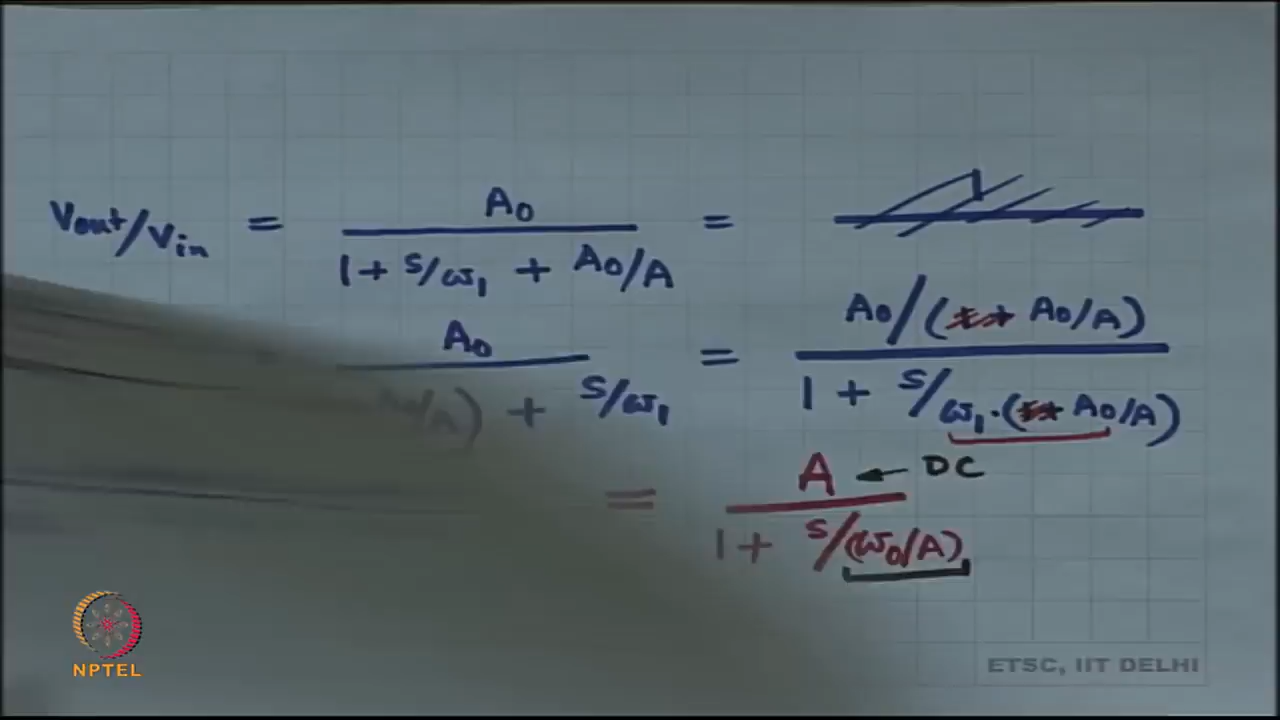 Vout/Vin = A0 / (1 + s/ω1 + A0/A) =
A0 / + s/ω1 = A0/(A0/A) / (1 + s/ω1·(A0/A))
= A ← DC / (1 + s/(ω0/A))
NPTEL
ETSC, IIT DELHI